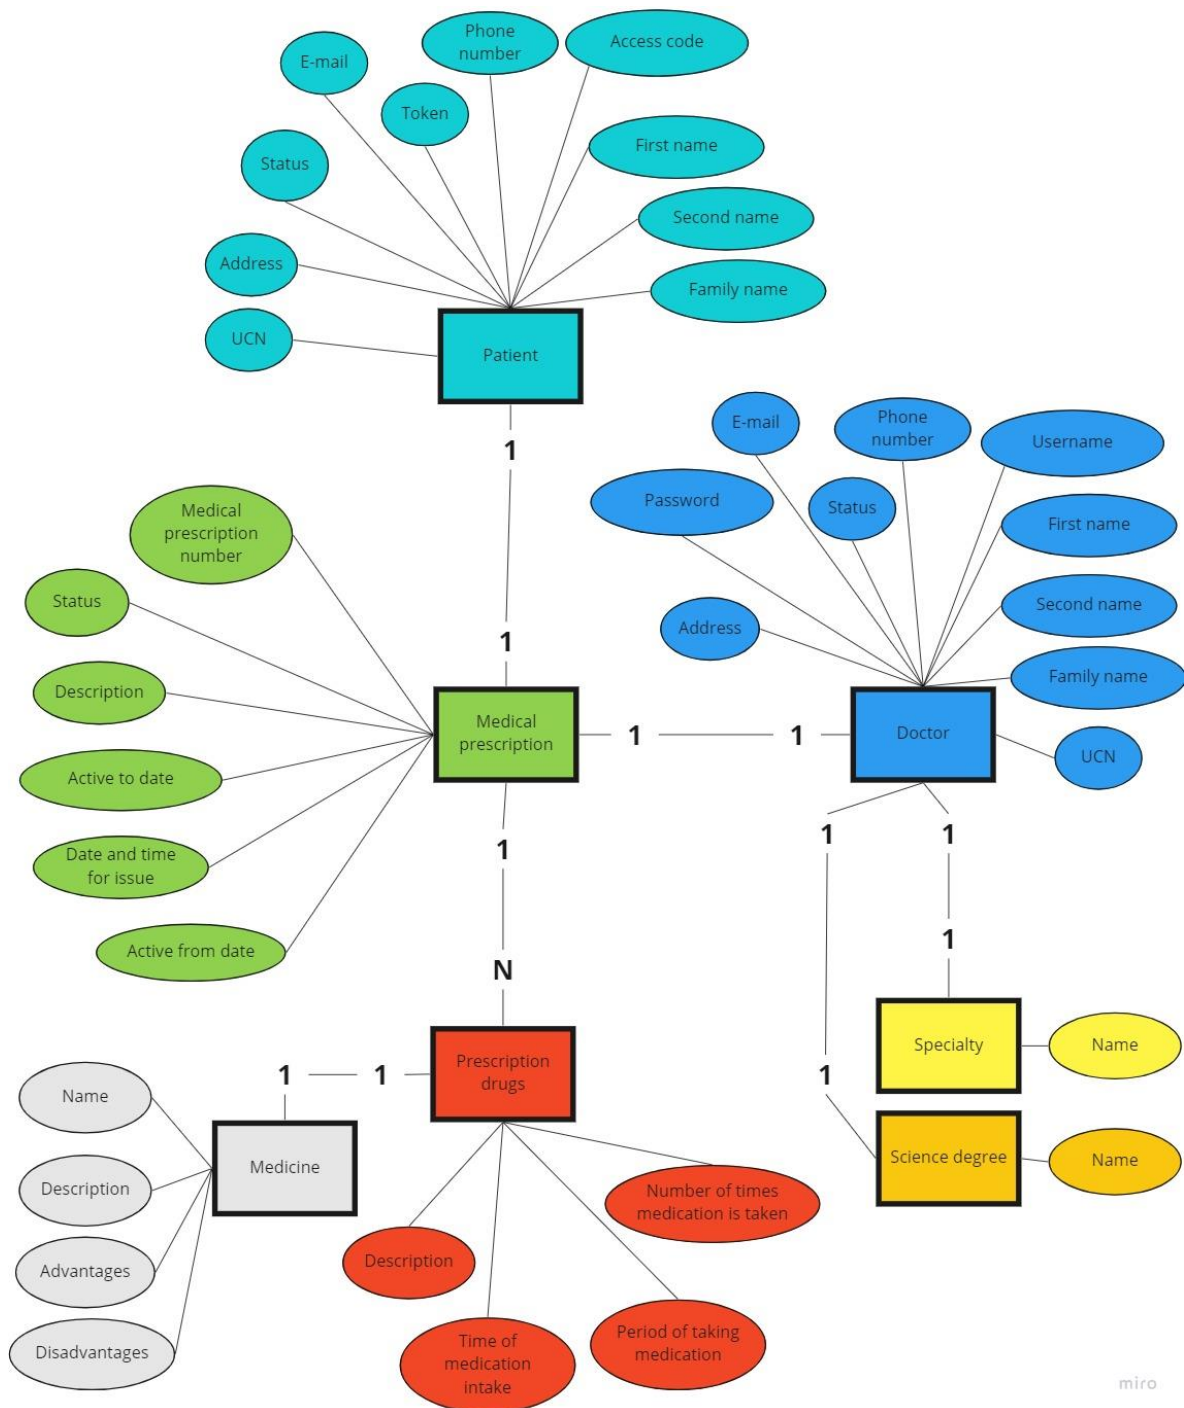 Phone
number
Access code
E-mail
Token
First name
Status
Second name
Address
Family name
UCN
Patient
1
E-mail
Phone
number
Username
Password
Status
First name
Medical
prescription
number
Status
Second name
Address
1
Family name
Description
Medical
prescription
1
1
Doctor
UCN
Active to date
1
1
1
Date and time
for issue
1
Active from date
N
Specialty
Name
Prescription
drugs
1
1
1
Name
Medicine
Science degree
Name
Description
Number of times
medication is taken
Description
Advantages
Time of
medication
intake
Period of taking
medication
Disadvantages
miro